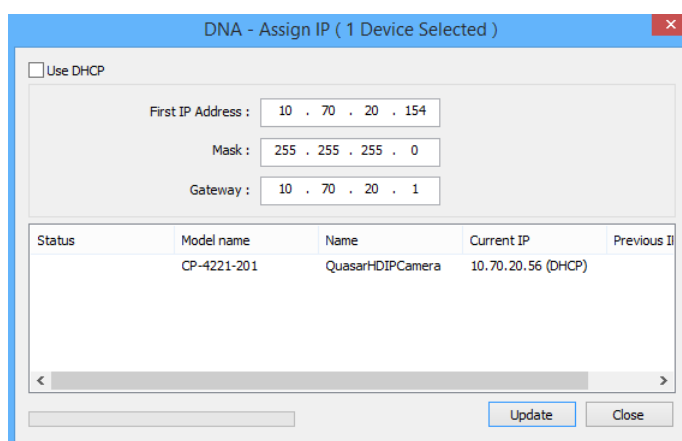 DNA - Assign IP ( 1 Device Selected )
Use DHCP
First IP Address : 10 . 70 . 20 . 154
Mask : 255 . 255 . 255 . 0
Gateway : 10 . 70 . 20 . 1
Status Model name Name Current IP Previous
CP-4221-201 QuasarHDIPCamera 10.70.20.56 (DHCP)
Update Close